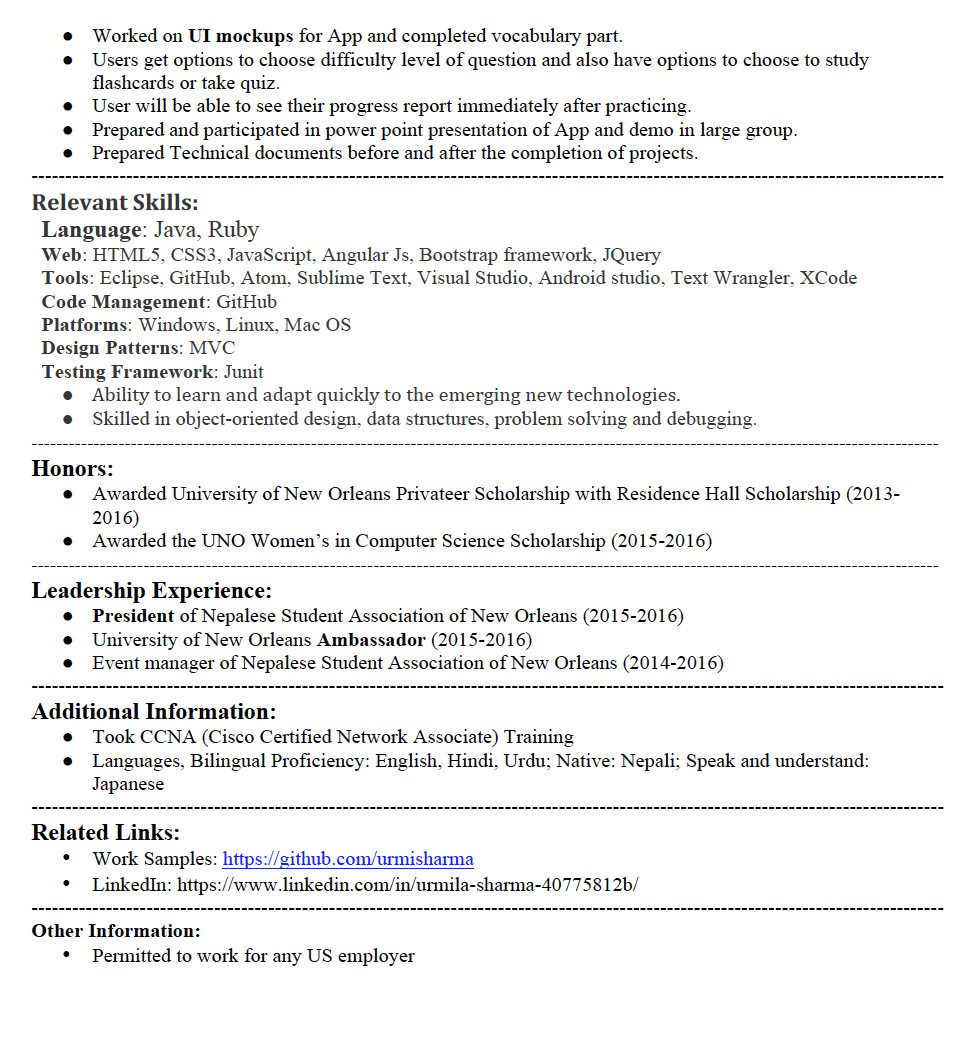 ● Worked on UI mockups for App and completed vocabulary part.
● Users get options to choose difficulty level of question and also have options to choose to study
flashcards or take quiz.
● User will be able to see their progress report immediately after practicing.
● Prepared and participated in power point presentation of App and demo in large group.
● Prepared Technical documents before and after the completion of projects.
Relevant Skills:
Language: Java, Ruby
Web: HTML5, CSS3, JavaScript, Angular Js, Bootstrap framework, JQuery
Tools: Eclipse, GitHub, Atom, Sublime Text, Visual Studio, Android studio, Text Wrangler, XCode
Code Management: GitHub
Platforms: Windows, Linux, Mac OS
Design Patterns: MVC
Testing Framework: Junit
● Ability to learn and adapt quickly to the emerging new technologies.
● Skilled in object-oriented design, data structures, problem solving and debugging.
Honors:
● Awarded University of New Orleans Privateer Scholarship with Residence Hall Scholarship (2013-
2016)
● Awarded the UNO Women’s in Computer Science Scholarship (2015-2016)
Leadership Experience:
● President of Nepalese Student Association of New Orleans (2015-2016)
● University of New Orleans Ambassador (2015-2016)
● Event manager of Nepalese Student Association of New Orleans (2014-2016)
Additional Information:
● Took CCNA (Cisco Certified Network Associate) Training
● Languages, Bilingual Proficiency: English, Hindi, Urdu; Native: Nepali; Speak and understand:
Japanese
Related Links:
• Work Samples: https://github.com/urmisharma
• LinkedIn: https://www.linkedin.com/in/urmila-sharma-40775812b/
Other Information:
• Permitted to work for any US employer